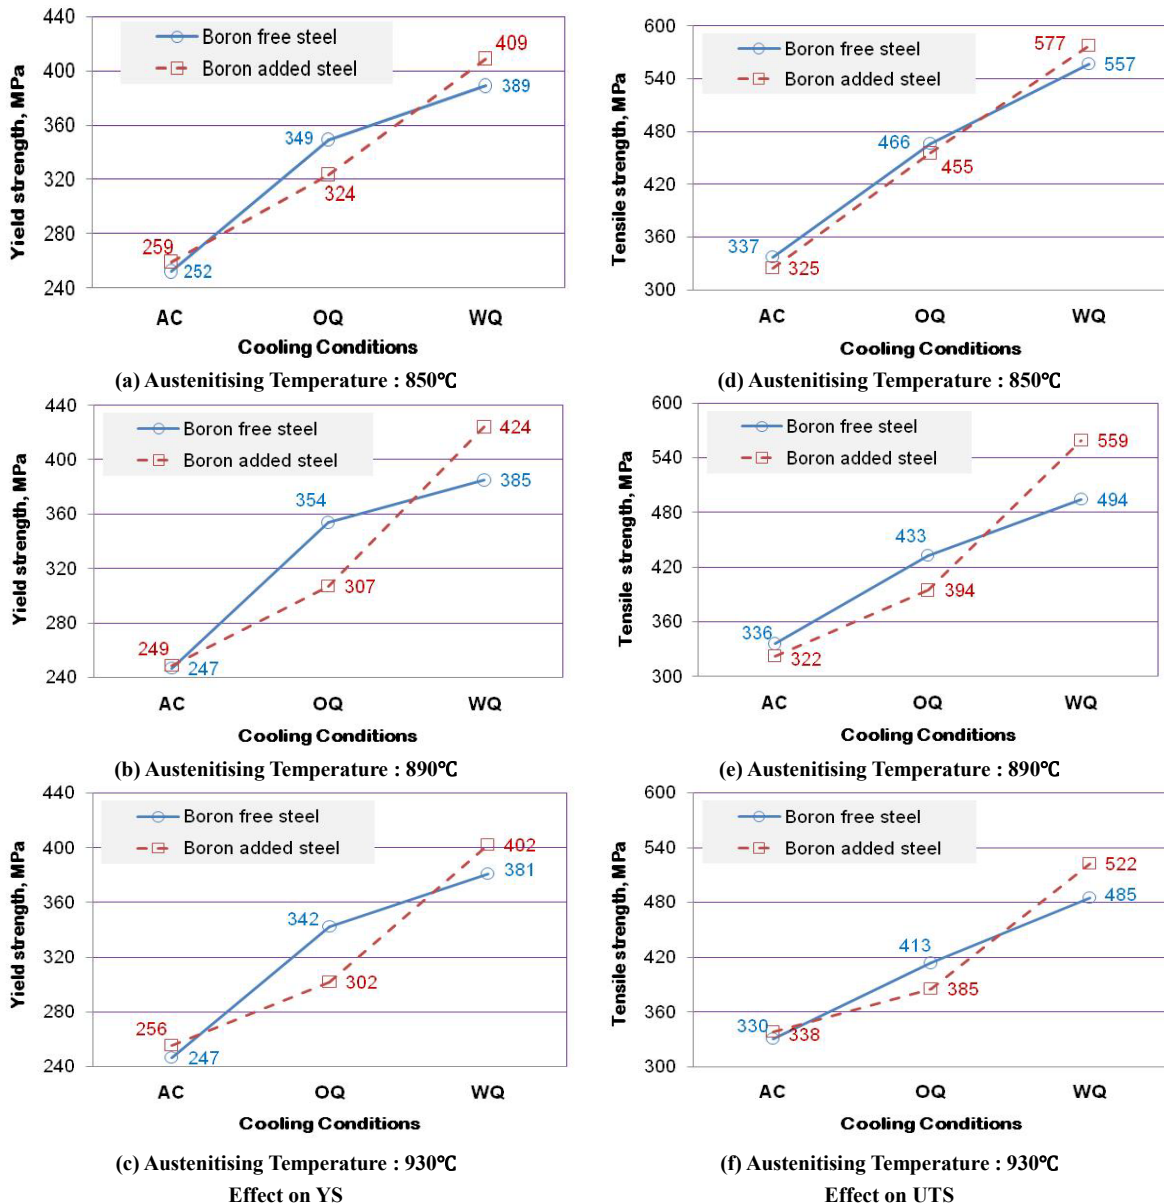 440
400
360
320
280
240
Yield strength, MPa
Boron free steel
Boron added steel
259
252
349
324
409
389
AC OQ WQ
Cooling Conditions
(a) Austenitising Temperature : 850℃
600
540
480
420
360
300
Tensile strength, MPa
Boron free steel
Boron added steel
337
325
466
455
577
557
AC OQ WQ
Cooling Conditions
(d) Austenitising Temperature : 850℃
440
400
360
320
280
240
Yield strength, MPa
Boron free steel
Boron added steel
249
247
354
307
424
385
AC OQ WQ
Cooling Conditions
(b) Austenitising Temperature : 890℃
600
540
480
420
360
300
Tensile strength, MPa
Boron free steel
Boron added steel
336
322
433
394
559
494
AC OQ WQ
Cooling Conditions
(e) Austenitising Temperature : 890℃
440
400
360
320
280
240
Yield strength, MPa
Boron free steel
Boron added steel
256
247
342
302
402
381
AC OQ WQ
Cooling Conditions
(c) Austenitising Temperature : 930℃
Effect on YS
600
540
480
420
360
300
Tensile strength, MPa
Boron free steel
Boron added steel
330
338
413
385
522
485
AC OQ WQ
Cooling Conditions
(f) Austenitising Temperature : 930℃
Effect on UTS